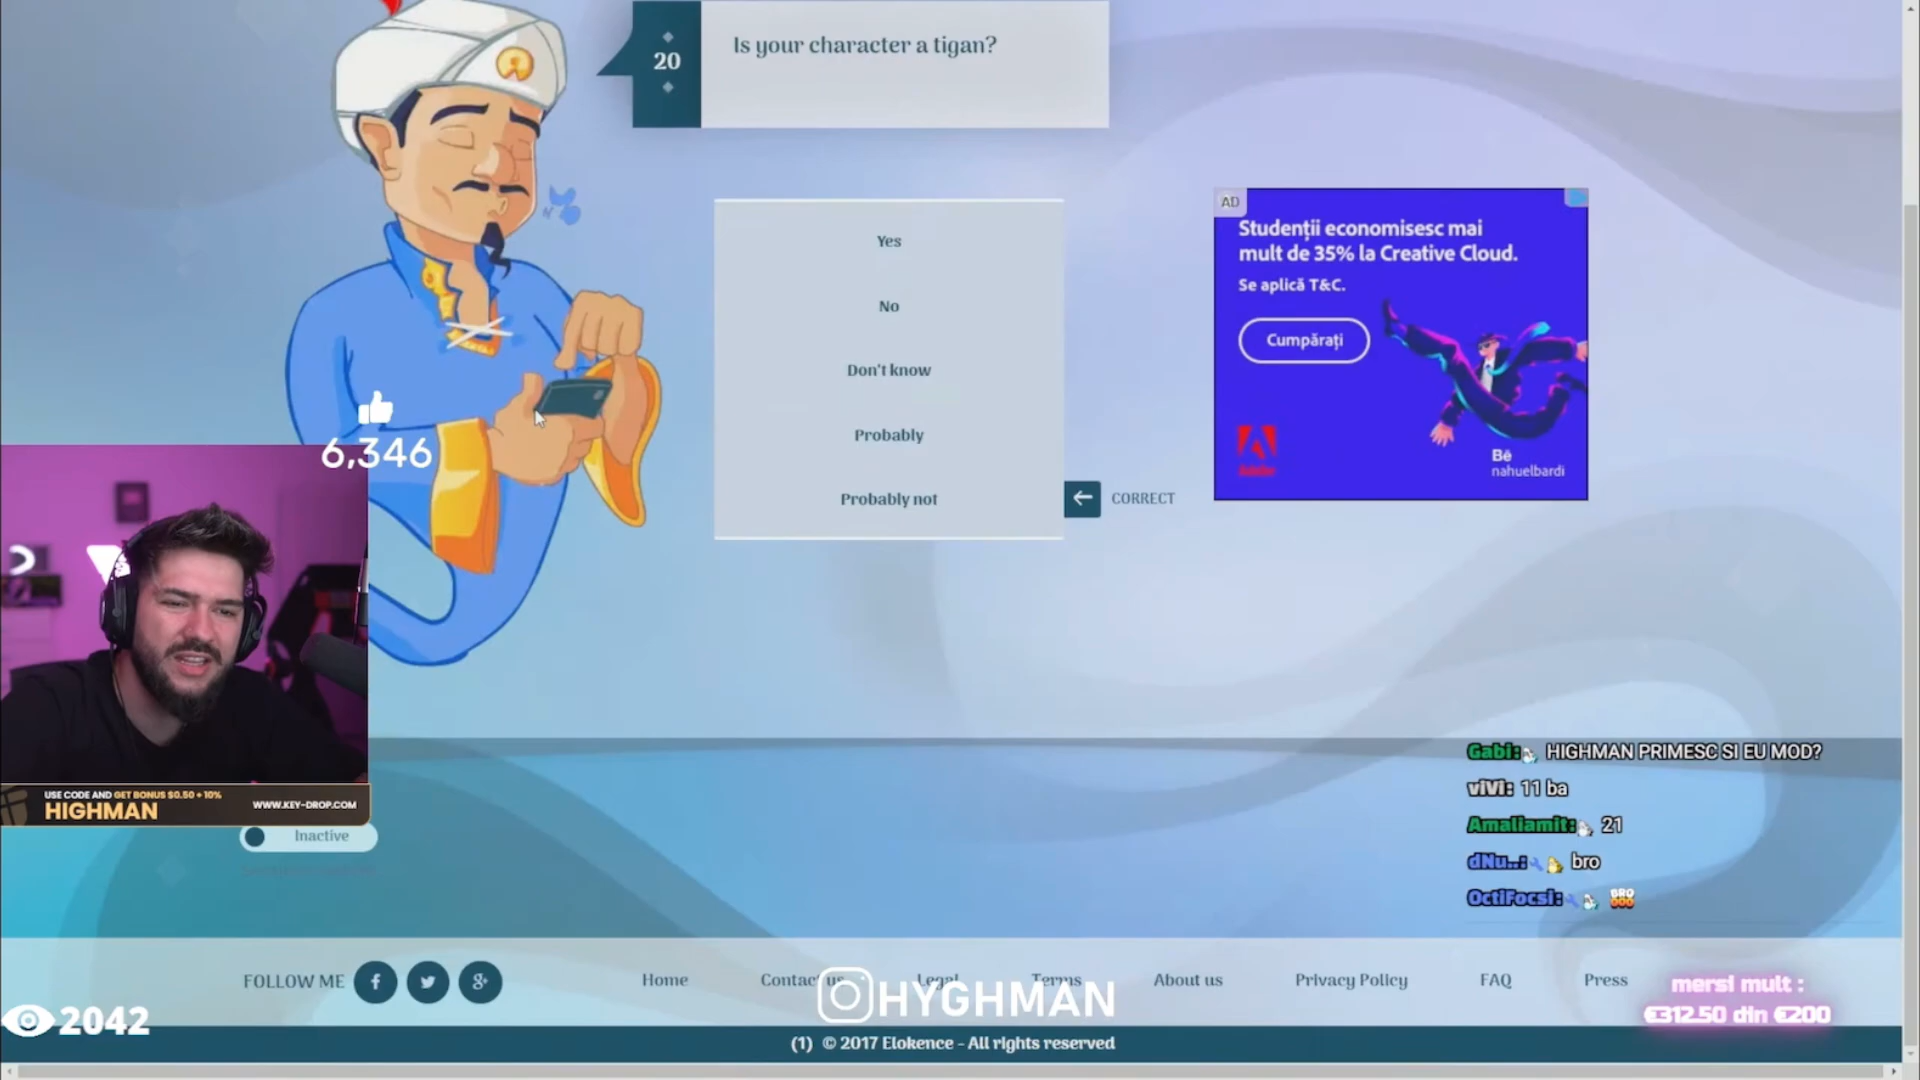 20
Is your character a tigan?
Yes
No
Don't know
Probably
Probably not
CORRECT
AD
Studenții economisesc mai
mult de 35% la Creative Cloud.
Se aplică T&C.
Cumpărați
Adobe
Bē
nahuelbardi
6,346
USE CODE AND GET BONUS $0.50 + 10%
HIGHMAN
WWW.KEY-DROP.COM
Inactive
Gabi: HIGHMAN PRIMESC SI EU MOD?
viVi: 11 ba
Amaliamit: 21
dNu..: bro
OctiFocsi: BRO
FOLLOW ME
Home
Contact us
Legal
Terms
About us
Privacy Policy
FAQ
Press
HYGHMAN
mersi mult :
€312.50 din €200
2042
(1) © 2017 Elokence - All rights reserved